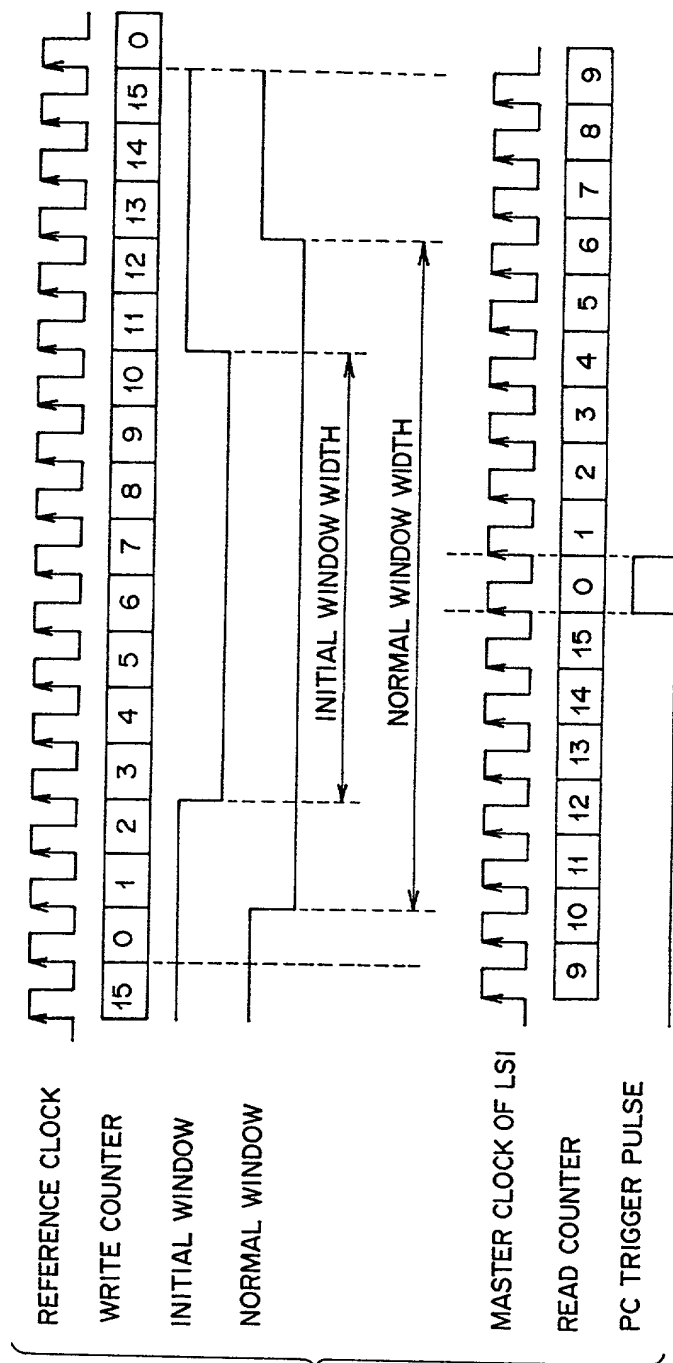 REFERENCE CLOCK
WRITE COUNTER 15 0 1 2 3 4 5 6 7 8 9 10 11 12 13 14 15 0
INITIAL WINDOW
NORMAL WINDOW
INITIAL WINDOW WIDTH
NORMAL WINDOW WIDTH
MASTER CLOCK OF LSI
READ COUNTER 9 10 11 12 13 14 15 0 1 2 3 4 5 6 7 8 9
PC TRIGGER PULSE